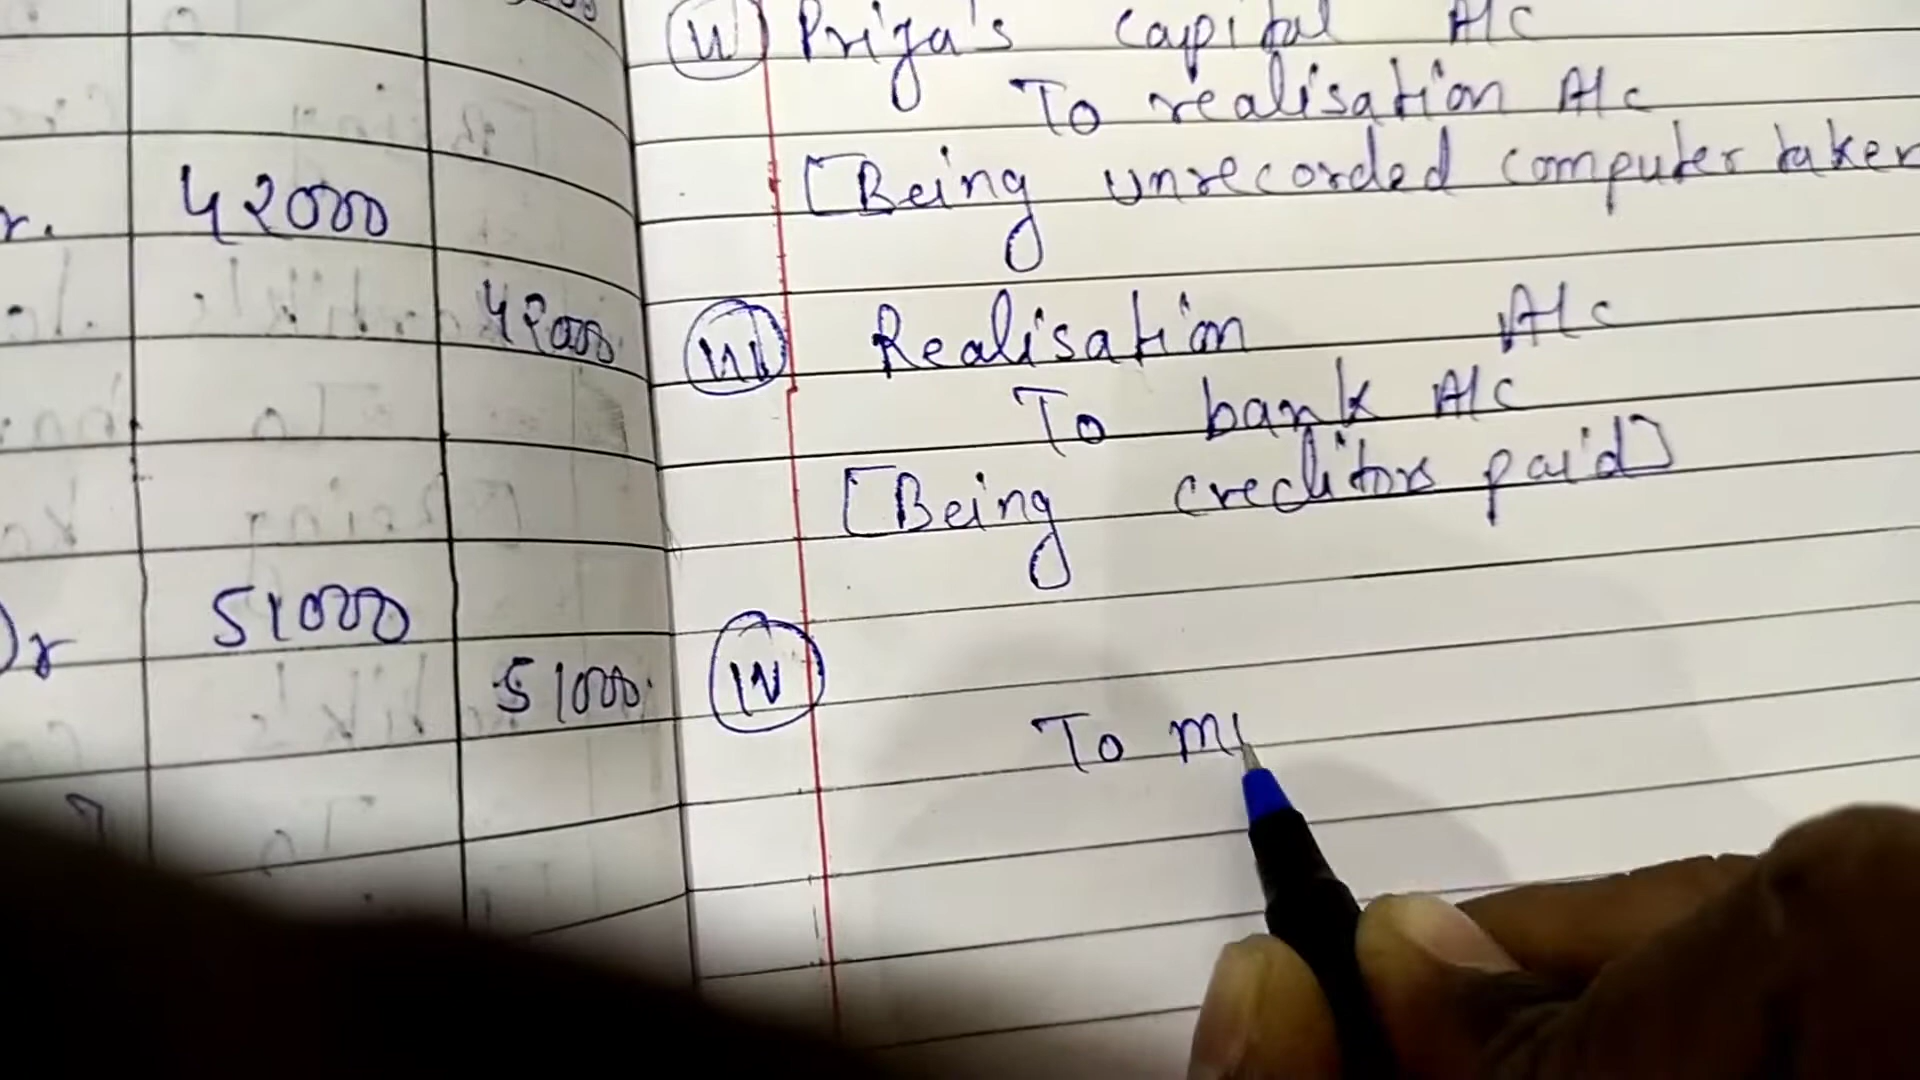 r. 42000
42000
Dr 51000
51000
(ii) Priya's capital A/c
To realisation A/c
[Being unrecorded computer taken
(iii) Realisation A/c
To bank A/c
[Being creditors paid]
(iv)
To